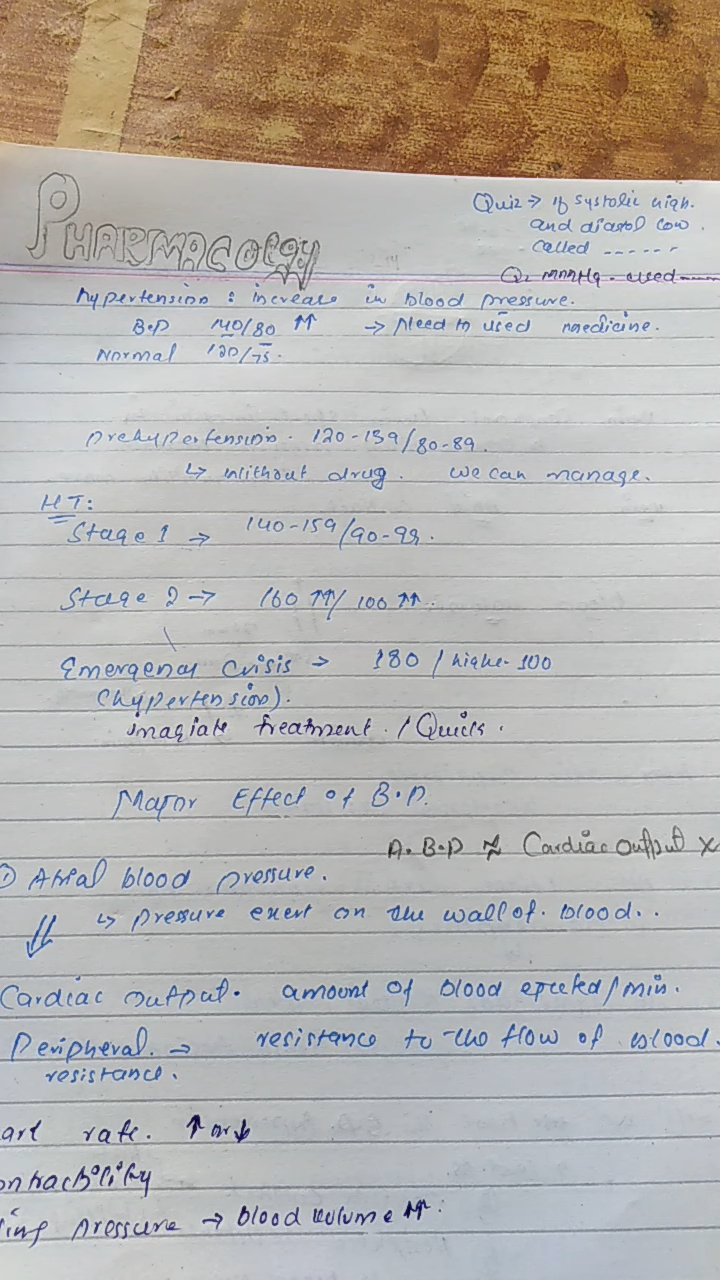 Quiz → If systolic high.
and diastol low.
called ------
PHARMACOLOGY
Q: mmHg. used
hypertension : increase in blood pressure.
B.P 140/80 ↑↑ → Need to used medicine.
Normal 120/75.
prehypertension. 120-159/80-89.
↳ without drug. we can manage.
HT:
Stage 1 → 140-159/90-99.
Stage 2 → 160 ↑↑/ 100 ↑↑.
Emergency Crisis → 180 / higher 100
(hypertension).
imagiate treatment. / Quick.
Major Effect of B.P.
A.B.P ≈ Cardiac output ×
① Atrial blood pressure.
↳ pressure exert on the wall of. blood..
Cardiac output. amount of blood ejected/min.
Peripheral. → resistance to the flow of blood.
resistance.
art rate. ↑ or ↓
ontractility
ing pressure → blood volume ↑↑.